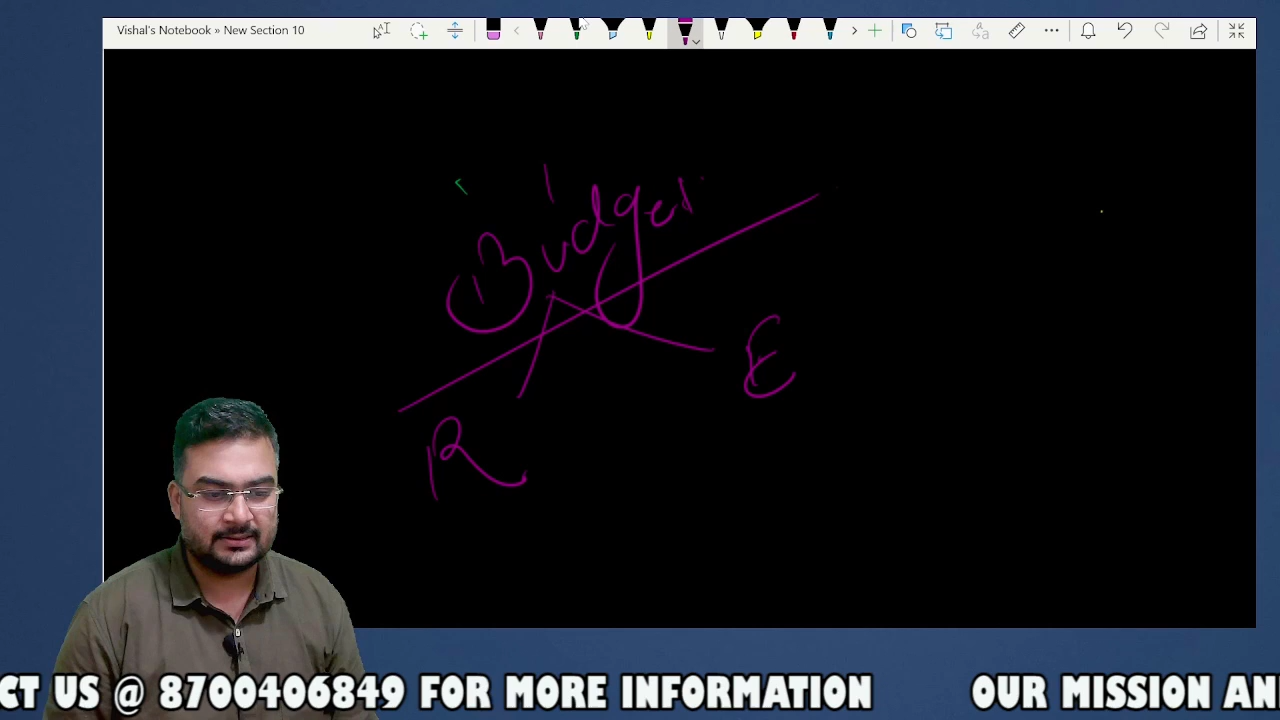 Vishal's Notebook » New Section 10
Budget
E
R
CT US @ 8700406849 FOR MORE INFORMATION OUR MISSION AN